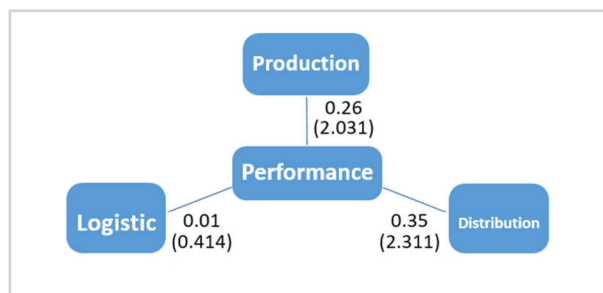 Production
0.26
(2.031)
Performance
Logistic
0.01
(0.414)
0.35
(2.311)
Distribution